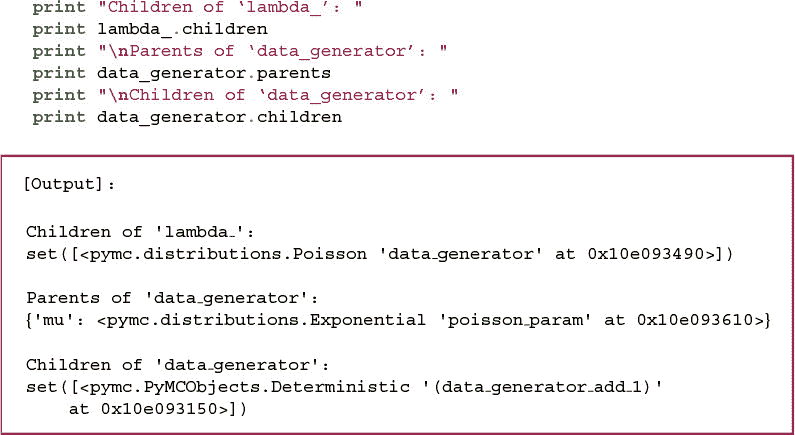 print "Children of ‘lambda_’: "
print lambda_.children
print "\nParents of ‘data_generator’: "
print data_generator.parents
print "\nChildren of ‘data_generator’: "
print data_generator.children
[Output]:
Children of 'lambda_':
set([<pymc.distributions.Poisson 'data_generator' at 0x10e093490>])
Parents of 'data_generator':
{'mu': <pymc.distributions.Exponential 'poisson_param' at 0x10e093610>}
Children of 'data_generator':
set([<pymc.PyMCObjects.Deterministic '(data_generator_add_1)'
at 0x10e093150>])